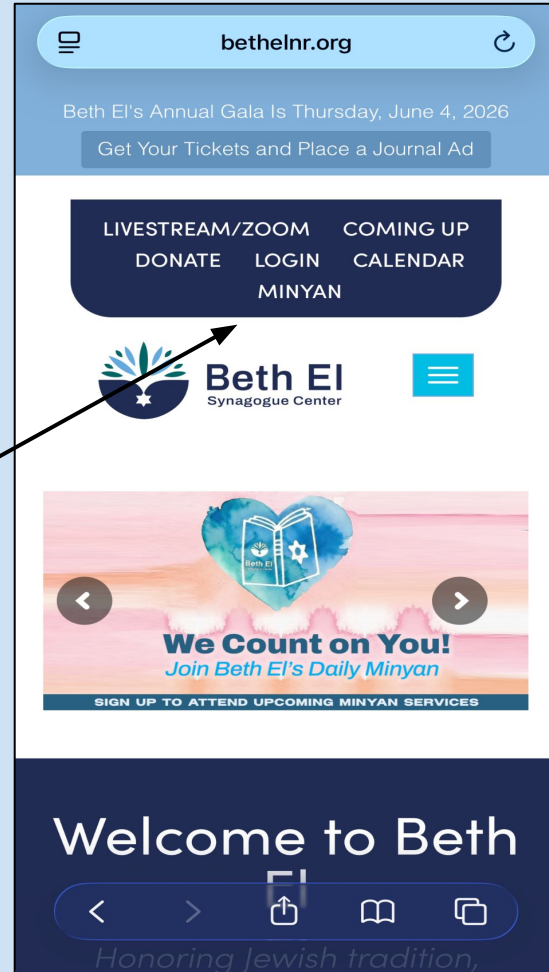 bethelnr.org
Beth El's Annual Gala Is Thursday, June 4, 2026
Get Your Tickets and Place a Journal Ad
LIVESTREAM/ZOOM COMING UP
DONATE LOGIN CALENDAR
MINYAN
Beth El
Synagogue Center
Beth El
We Count on You!
Join Beth El's Daily Minyan
SIGN UP TO ATTEND UPCOMING MINYAN SERVICES
Welcome to Beth
El
Honoring Jewish tradition,